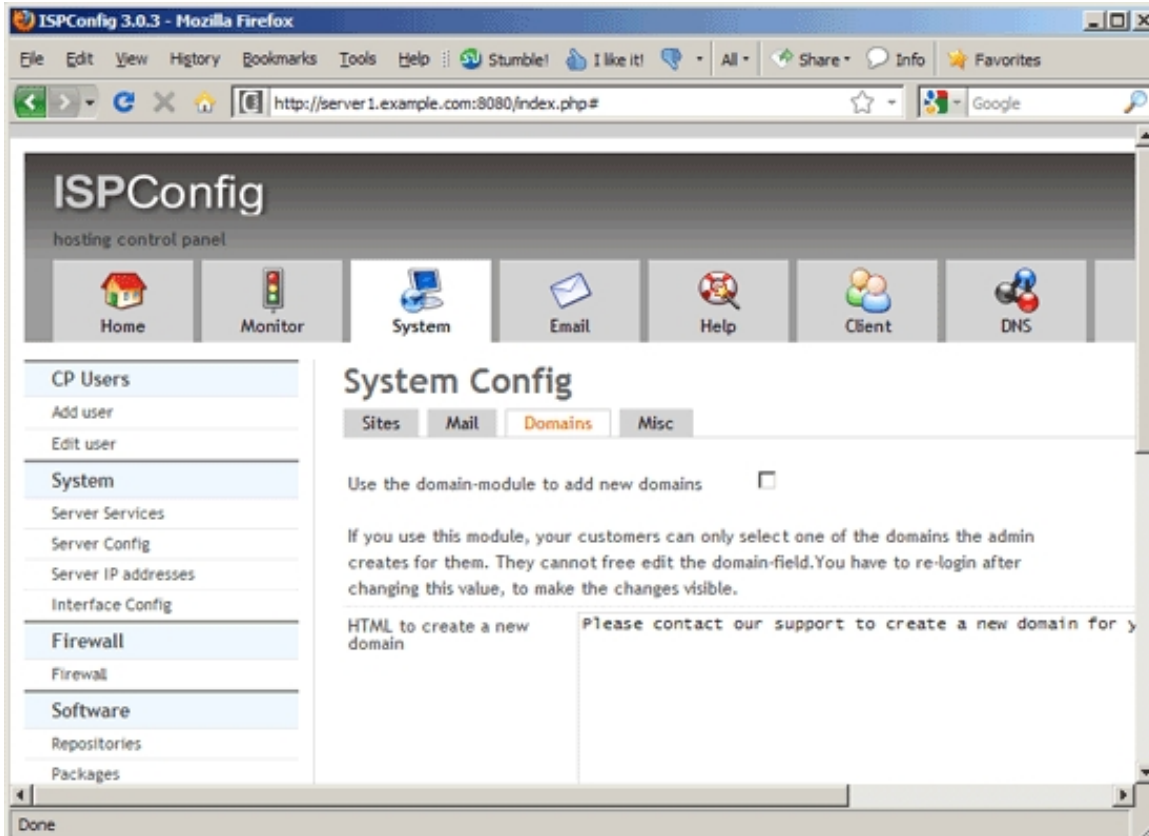 ISPConfig 3.0.3 - Mozilla Firefox
File Edit View History Bookmarks Tools Help Stumble! I like it! All Share Info Favorites
http://server1.example.com:8080/index.php# Google
ISPConfig
hosting control panel
Home Monitor System Email Help Client DNS
CP Users
Add user
Edit user
System
Server Services
Server Config
Server IP addresses
Interface Config
Firewall
Firewall
Software
Repositories
Packages
System Config
Sites Mail Domains Misc
Use the domain-module to add new domains
If you use this module, your customers can only select one of the domains the admin
creates for them. They cannot free edit the domain-field.You have to re-login after
changing this value, to make the changes visible.
HTML to create a new
domain
Please contact our support to create a new domain for y
Done